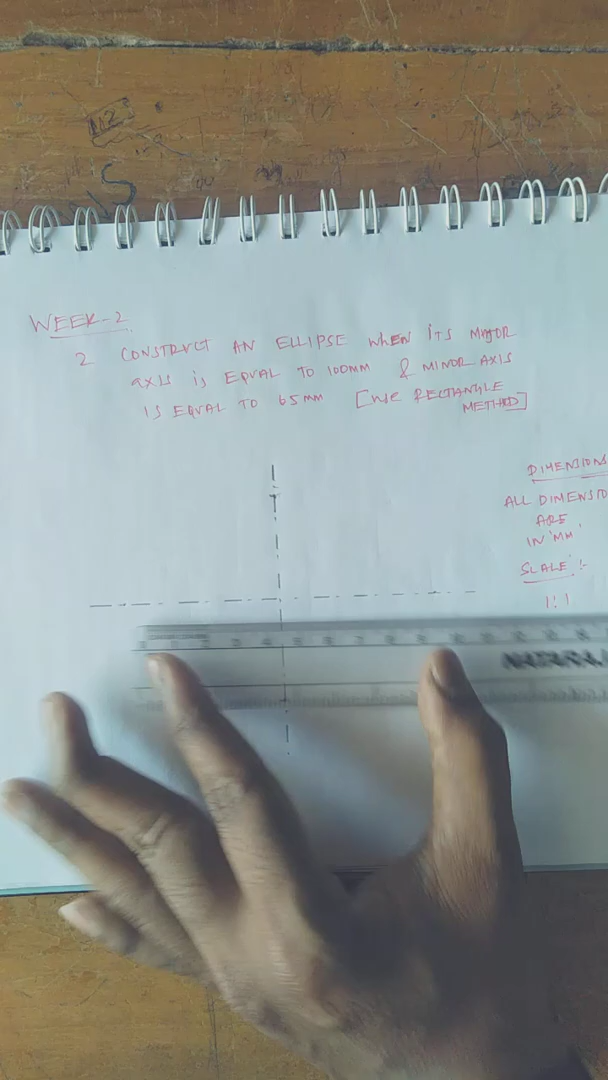 WEEK-2
2 CONSTRUCT AN ELLIPSE WHEN ITS MAJOR
AXIS IS EQUAL TO 100MM & MINOR AXIS
IS EQUAL TO 65MM [use RECTANGLE
METHOD]
DIMENSIONS
ALL DIMENSIO
ARE
IN 'MM'
SCALE :-
1:1
NATARAJ